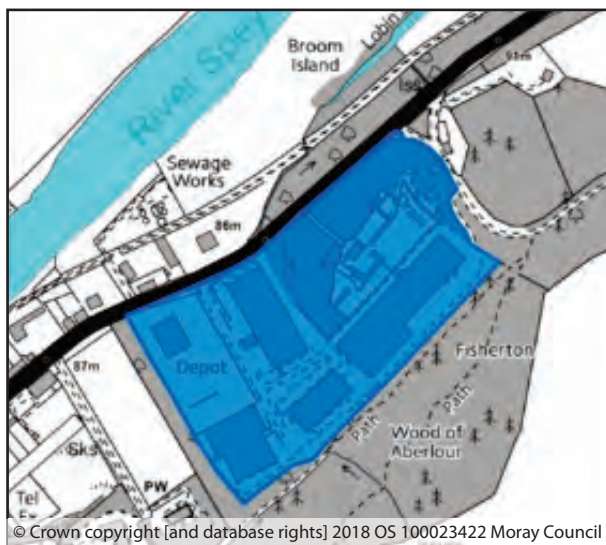 Broom
Island
Lobin
River Spey
Sewage
Works
86m
87m
Depot
Fisherton
Path
Path
Wood of
Aberlour
Sks
PW
Tel
Ex
© Crown copyright [and database rights] 2018 OS 100023422 Moray Council